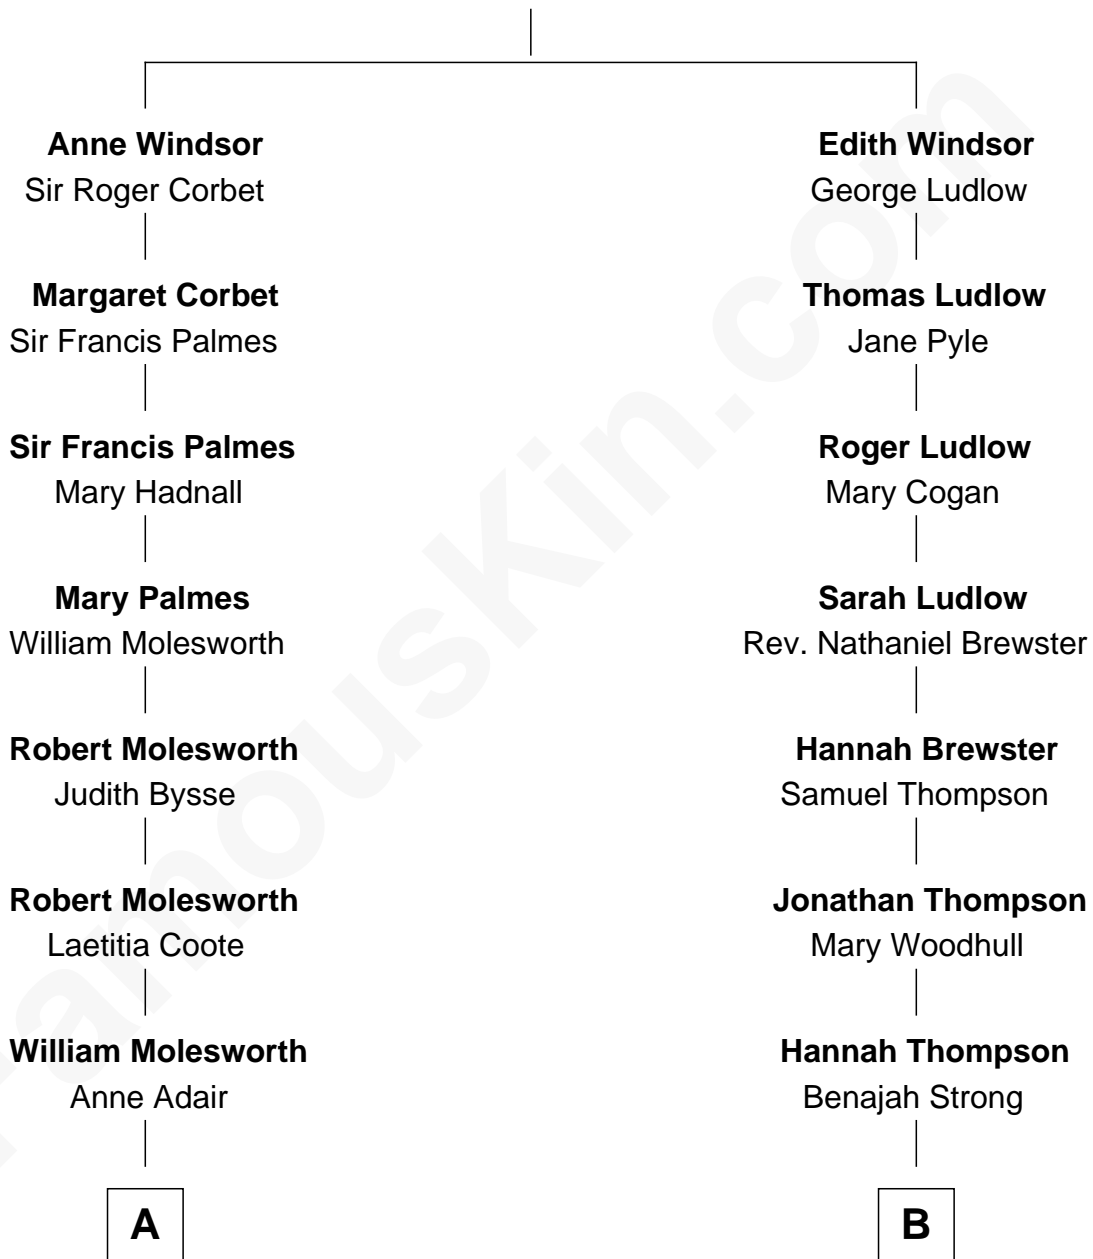 Anne Windsor
Sir Roger Corbet
Margaret Corbet
Sir Francis Palmes
Sir Francis Palmes
Mary Hadnall
Mary Palmes
William Molesworth
Robert Molesworth
Judith Bysse
Robert Molesworth
Laetitia Coote
William Molesworth
Anne Adair
A
Edith Windsor
George Ludlow
Thomas Ludlow
Jane Pyle
Roger Ludlow
Mary Cogan
Sarah Ludlow
Rev. Nathaniel Brewster
Hannah Brewster
Samuel Thompson
Jonathan Thompson
Mary Woodhull
Hannah Thompson
Benajah Strong
B
FamousKin.com